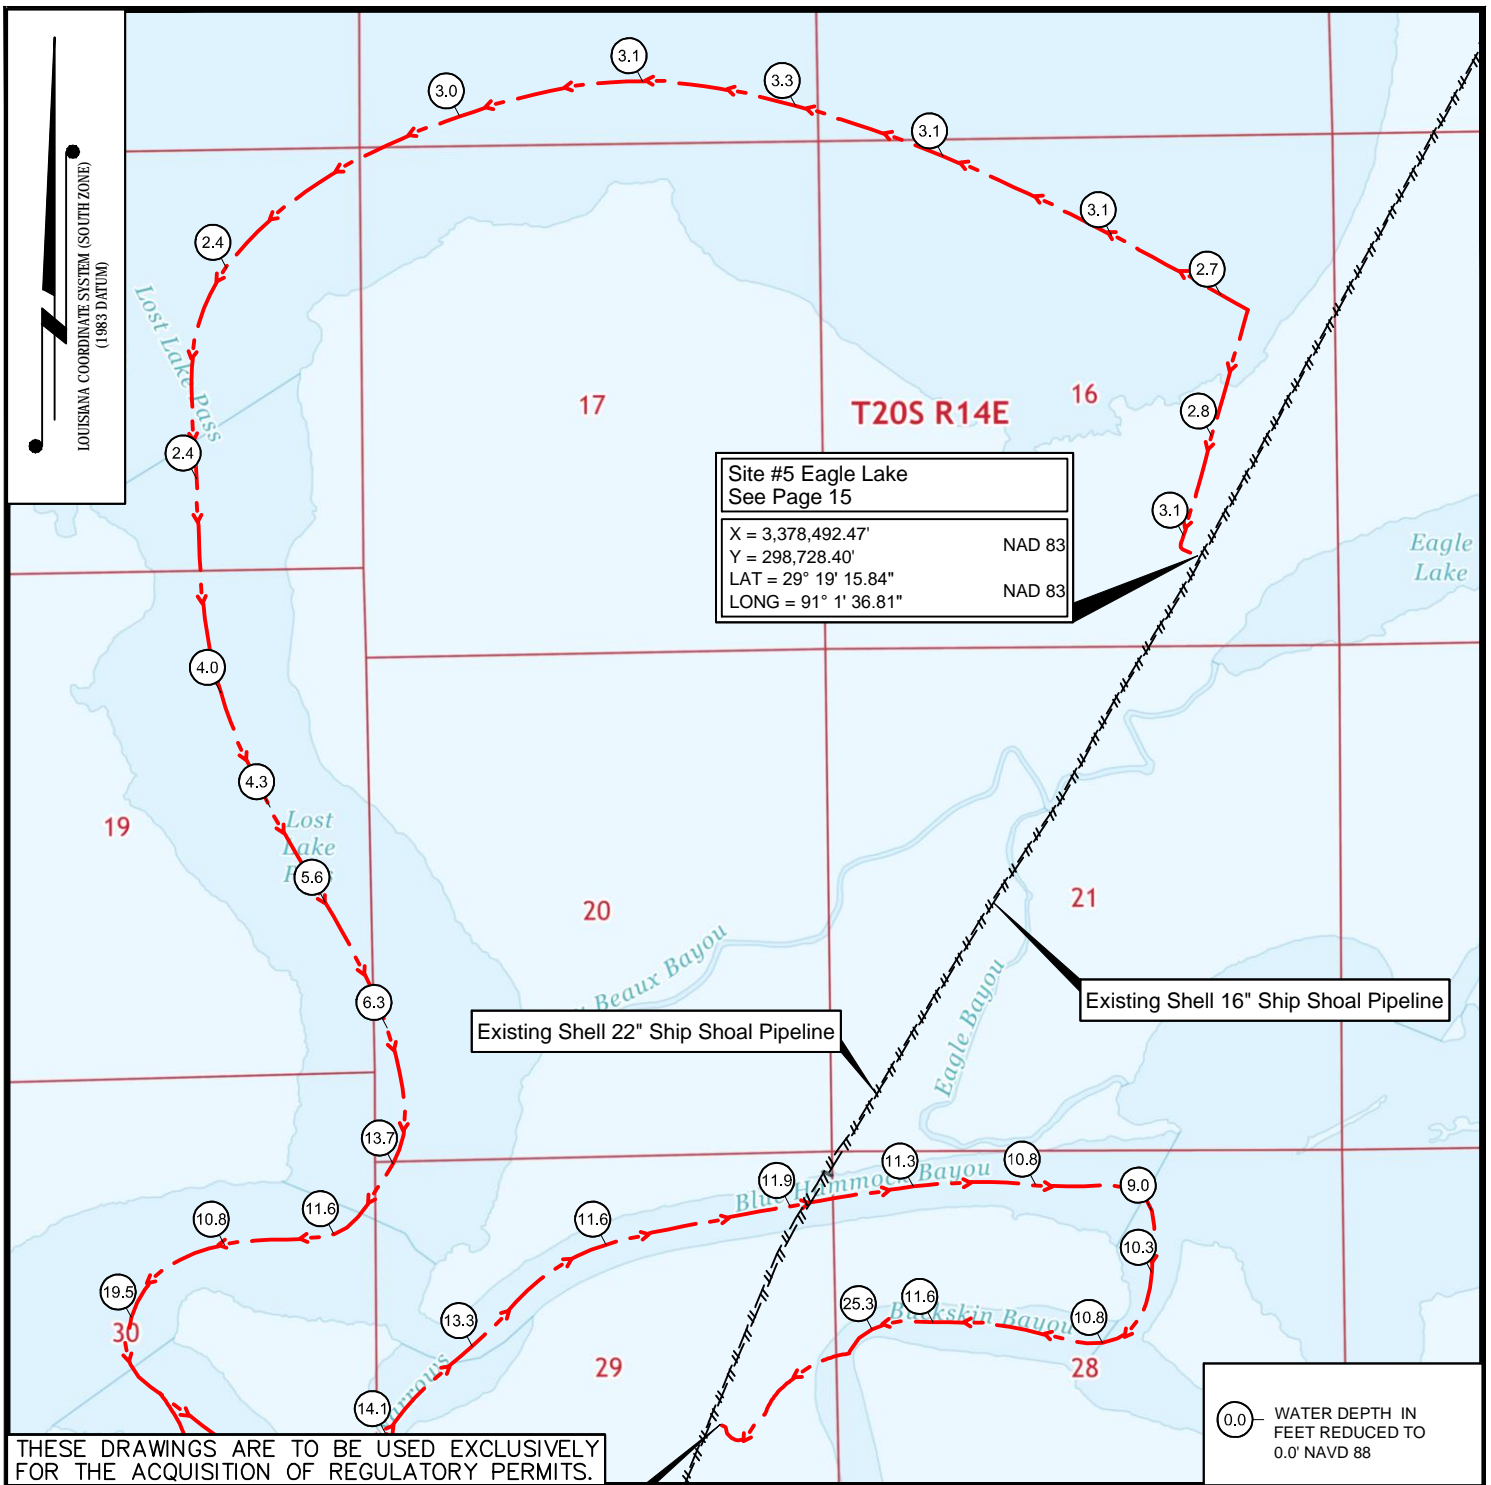 LOUISIANA COORDINATE SYSTEM (SOUTH ZONE)
(1983 DATUM)
3.1
3.0
3.3
3.1
3.1
2.4
2.7
Lost Lake Pass
17
T20S R14E
16
2.8
2.4
Site #5 Eagle Lake
See Page 15
X = 3,378,492.47'
Y = 298,728.40'
NAD 83
LAT = 29° 19' 15.84"
LONG = 91° 1' 36.81"
NAD 83
3.1
Eagle
Lake
4.0
4.3
19
Lost
Lake
5.6
20
21
6.3
Beaux Bayou
Eagle Bayou
Existing Shell 16" Ship Shoal Pipeline
Existing Shell 22" Ship Shoal Pipeline
13.7
11.9
11.3
10.8
Blue Hammock Bayou
9.0
10.8
11.6
11.6
10.3
19.5
30
13.3
25.3
11.6
Buckskin Bayou
10.8
29
28
14.1
0.0
WATER DEPTH IN
FEET REDUCED TO
0.0' NAVD 88
THESE DRAWINGS ARE TO BE USED EXCLUSIVELY
FOR THE ACQUISITION OF REGULATORY PERMITS.